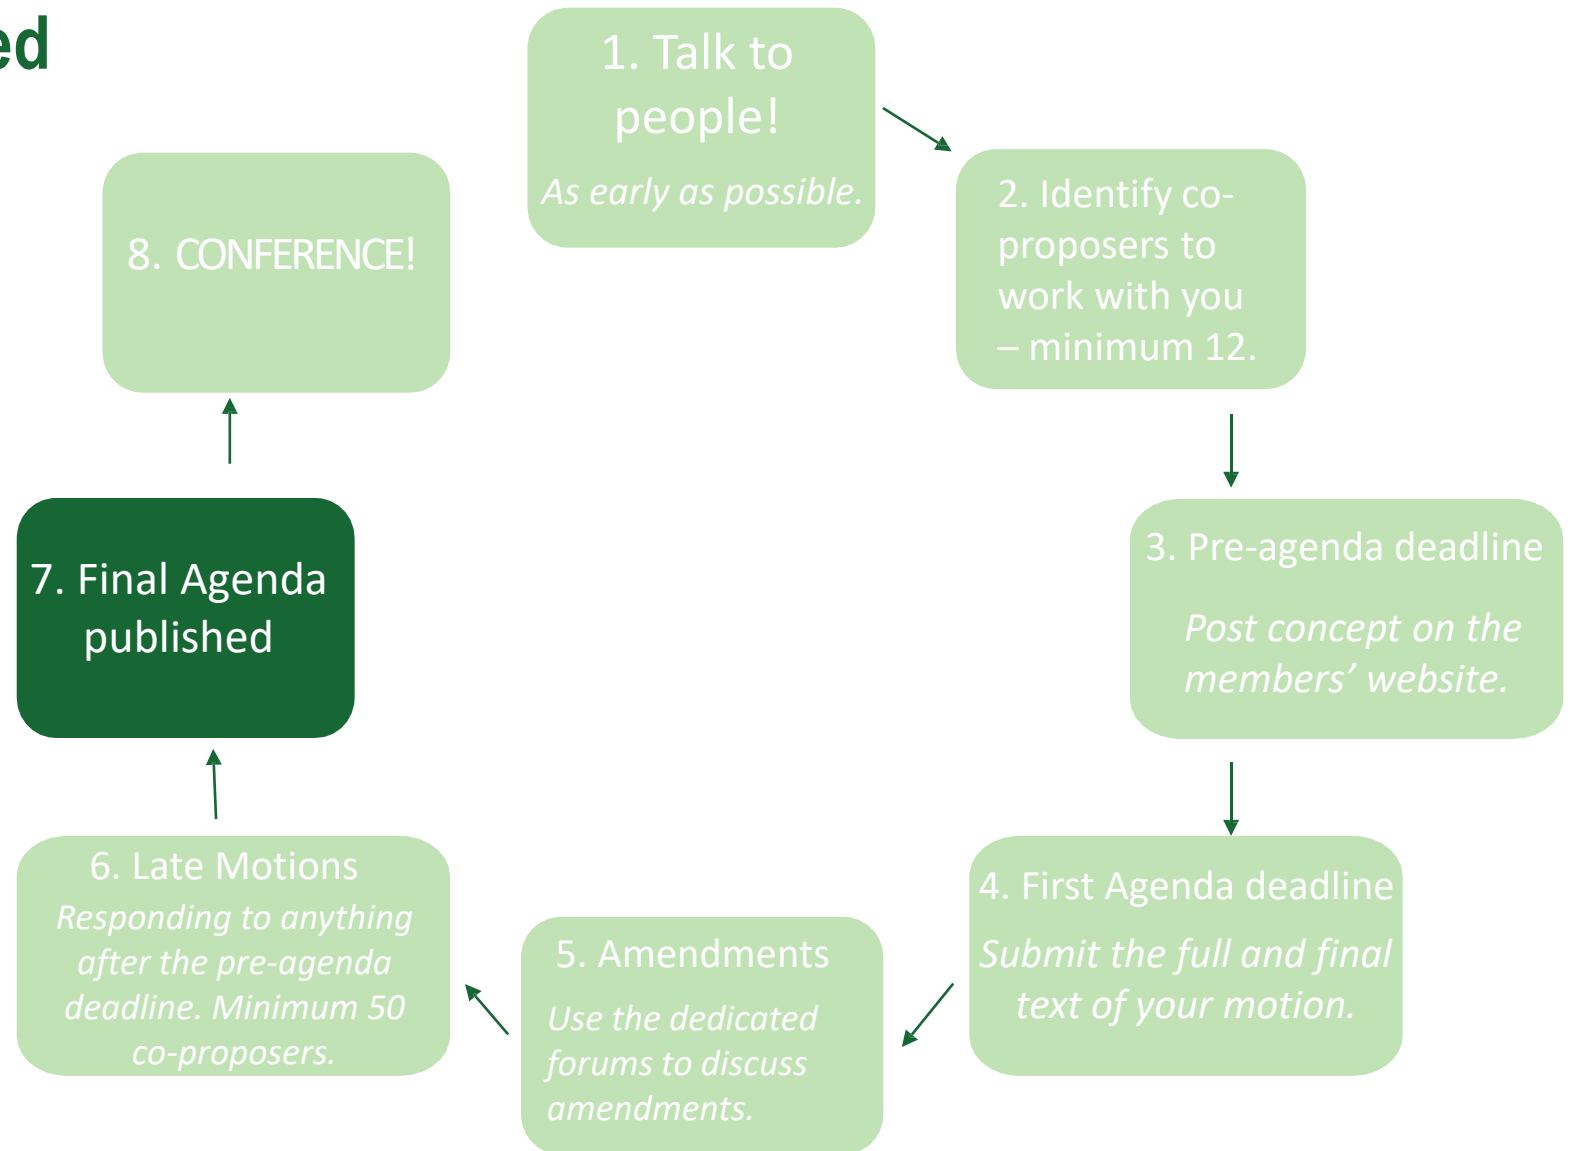 ed
1. Talk to
people!
As early as possible.
2. Identify co-
proposers to
work with you
– minimum 12.
3. Pre-agenda deadline
Post concept on the
members’ website.
4. First Agenda deadline
Submit the full and final
text of your motion.
5. Amendments
Use the dedicated
forums to discuss
amendments.
6. Late Motions
Responding to anything
after the pre-agenda
deadline. Minimum 50
co-proposers.
7. Final Agenda
published
8. CONFERENCE!